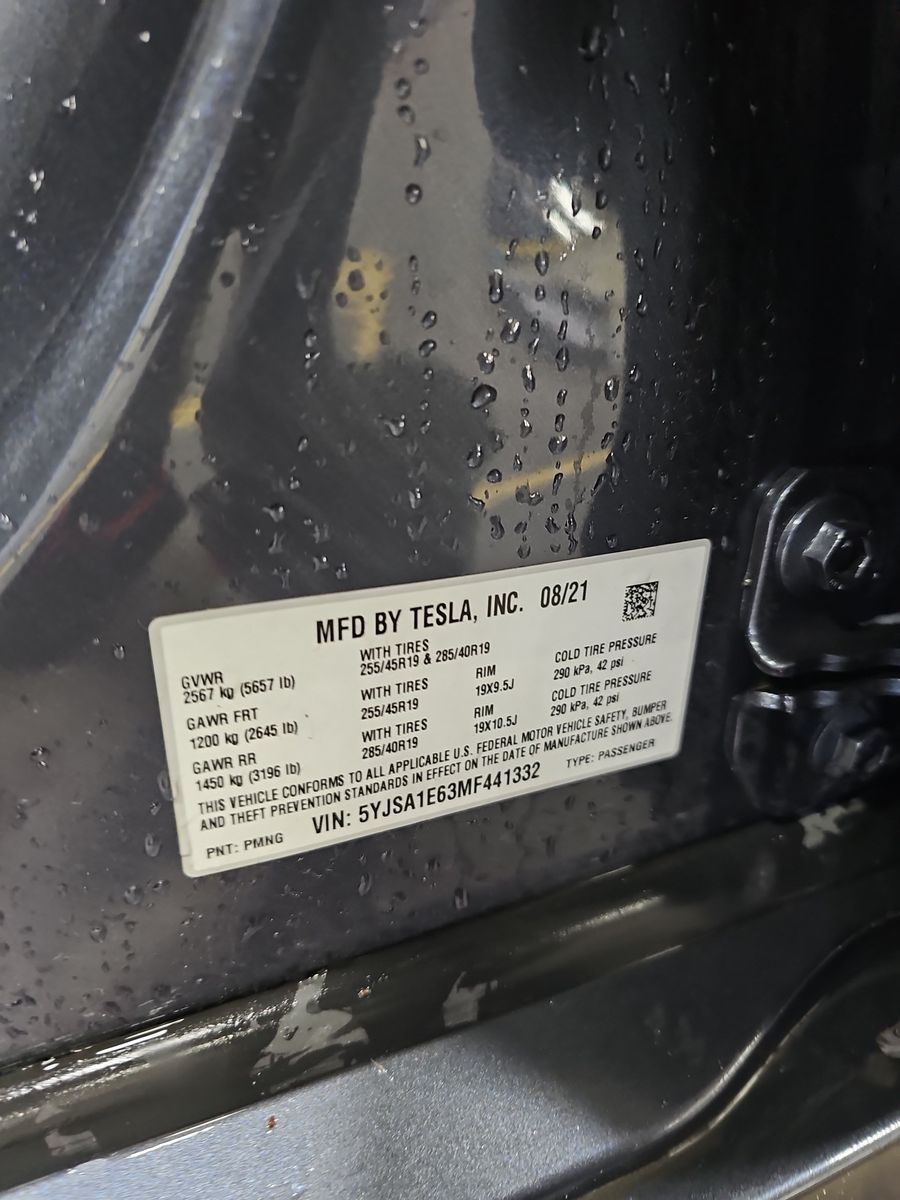 MFD BY TESLA, INC. 08/21
GVWR WITH TIRES
2567 kg (5657 lb) 255/45R19 & 285/40R19
GAWR FRT WITH TIRES RIM COLD TIRE PRESSURE
1200 kg (2645 lb) 255/45R19 19X9.5J 290 kPa, 42 psi
GAWR RR WITH TIRES RIM COLD TIRE PRESSURE
1450 kg (3196 lb) 285/40R19 19X10.5J 290 kPa, 42 psi
THIS VEHICLE CONFORMS TO ALL APPLICABLE U.S. FEDERAL MOTOR VEHICLE SAFETY, BUMPER
AND THEFT PREVENTION STANDARDS IN EFFECT ON THE DATE OF MANUFACTURE SHOWN ABOVE.
PNT: PMNG VIN: 5YJSA1E63MF441332 TYPE: PASSENGER